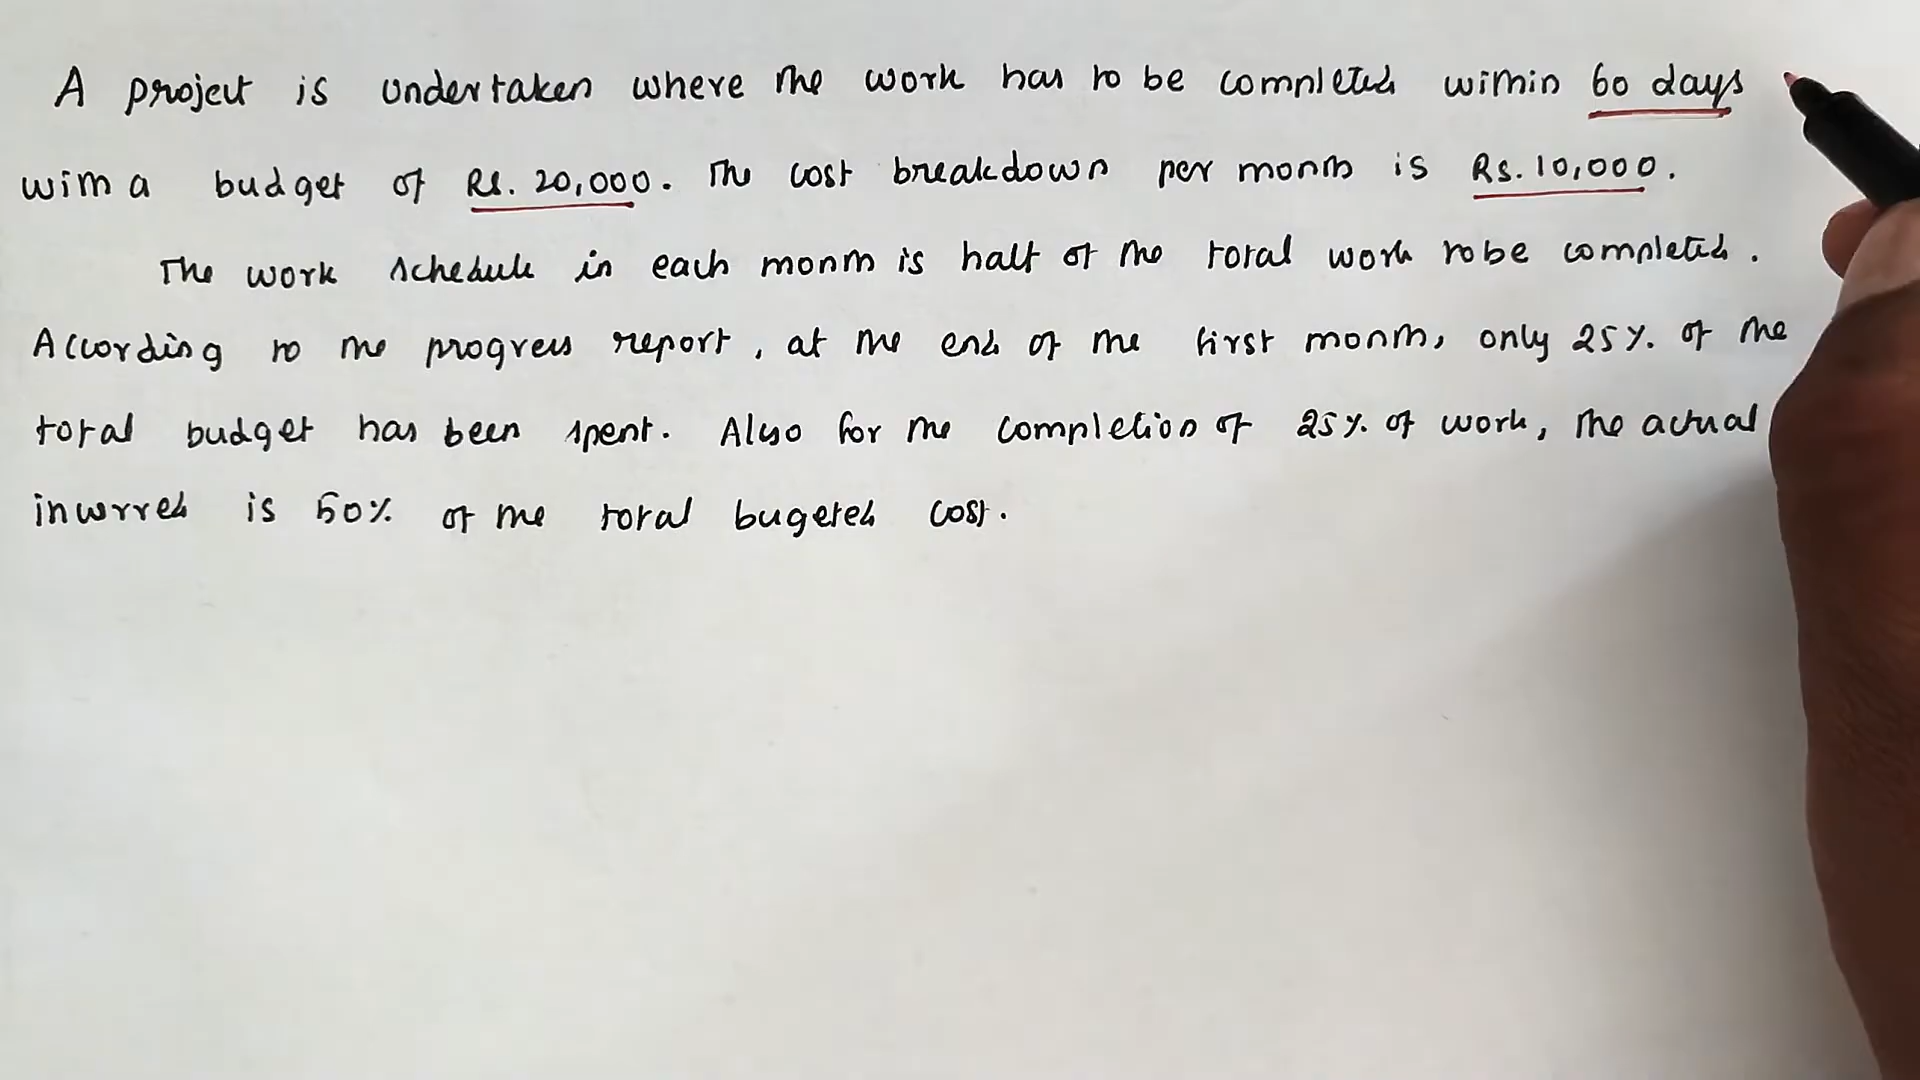 A project is undertaken where the work has to be completed within 60 days
with a budget of Rs. 20,000. The cost breakdown per month is Rs. 10,000.
The work schedule in each month is half of the total work to be completed.
According to the progress report, at the end of the first month, only 25%. of the
total budget has been spent. Also for the completion of 25%. of work, the actual
incurred is 50% of the total bugeted cost.